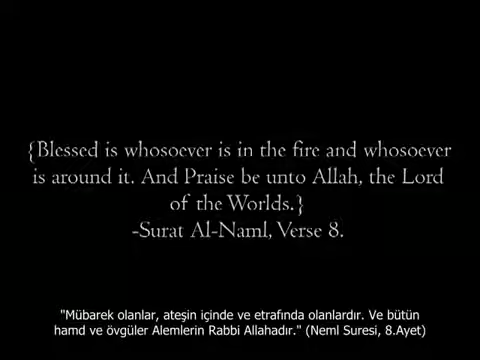 {Blessed is whosoever is in the fire and whosoever
is around it. And Praise be unto Allah, the Lord
of the Worlds.}
-Surat Al-Naml, Verse 8.
"Mübarek olanlar, ateşin içinde ve etrafında olanlardır. Ve bütün
hamd ve övgüler Alemlerin Rabbi Allahadır." (Neml Suresi, 8.Ayet)